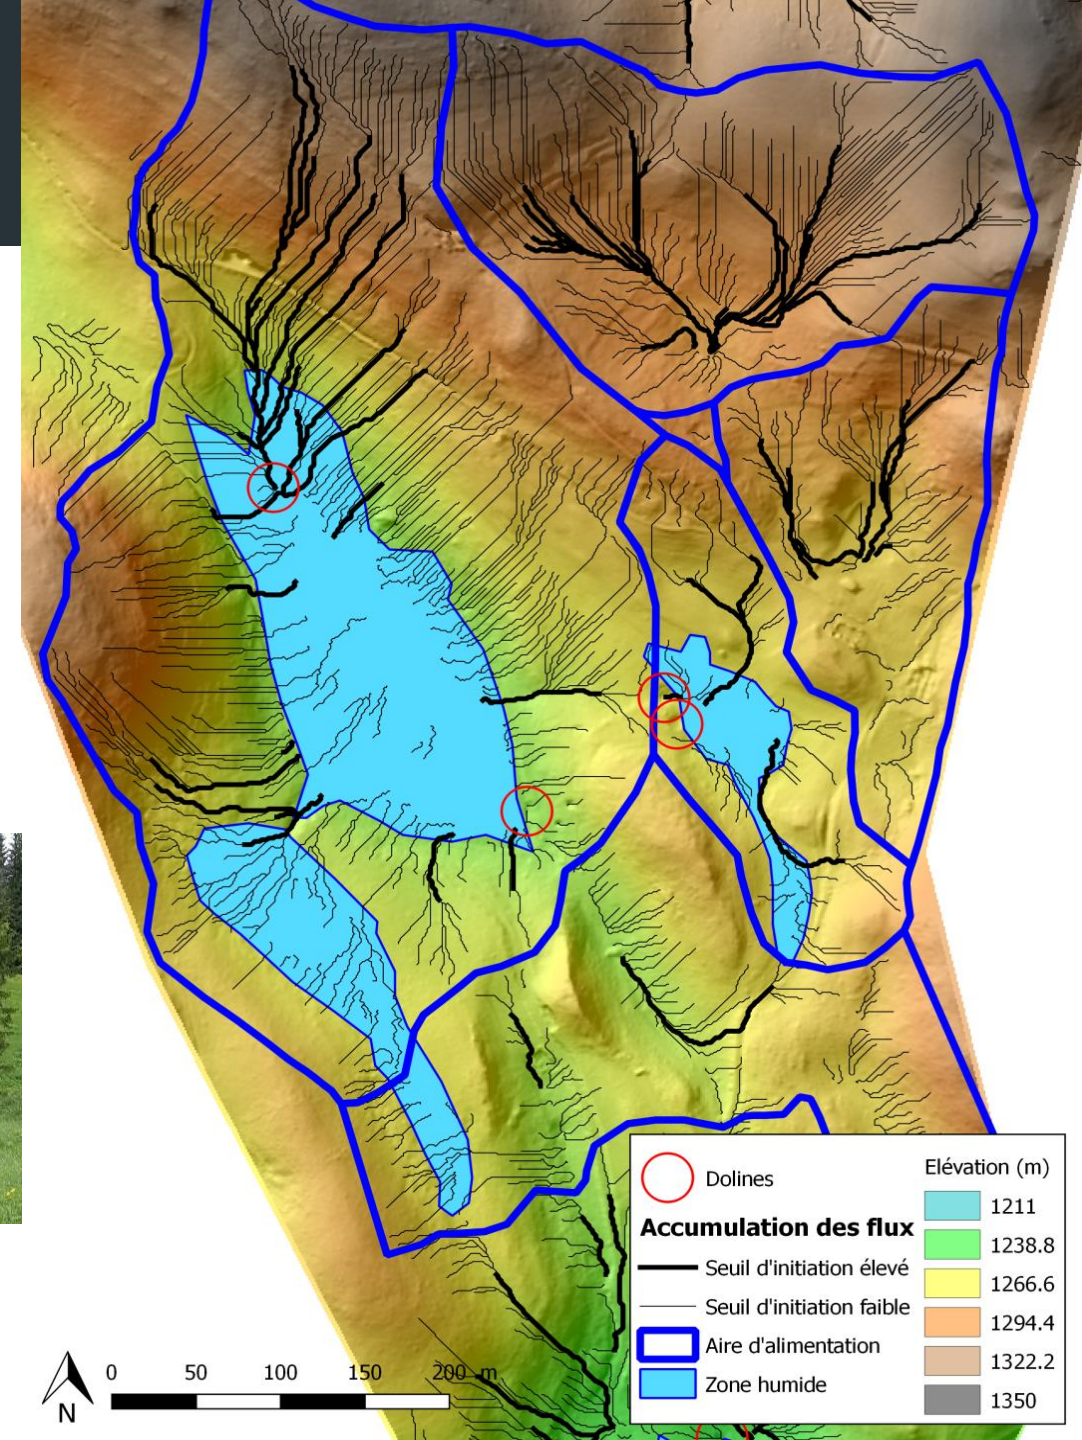 Dolines
Accumulation des flux
Seuil d'initiation élevé
Seuil d'initiation faible
Aire d'alimentation
Zone humide
Elévation (m)
1211
1238.8
1266.6
1294.4
1322.2
1350
0 50 100 150 200 m
N